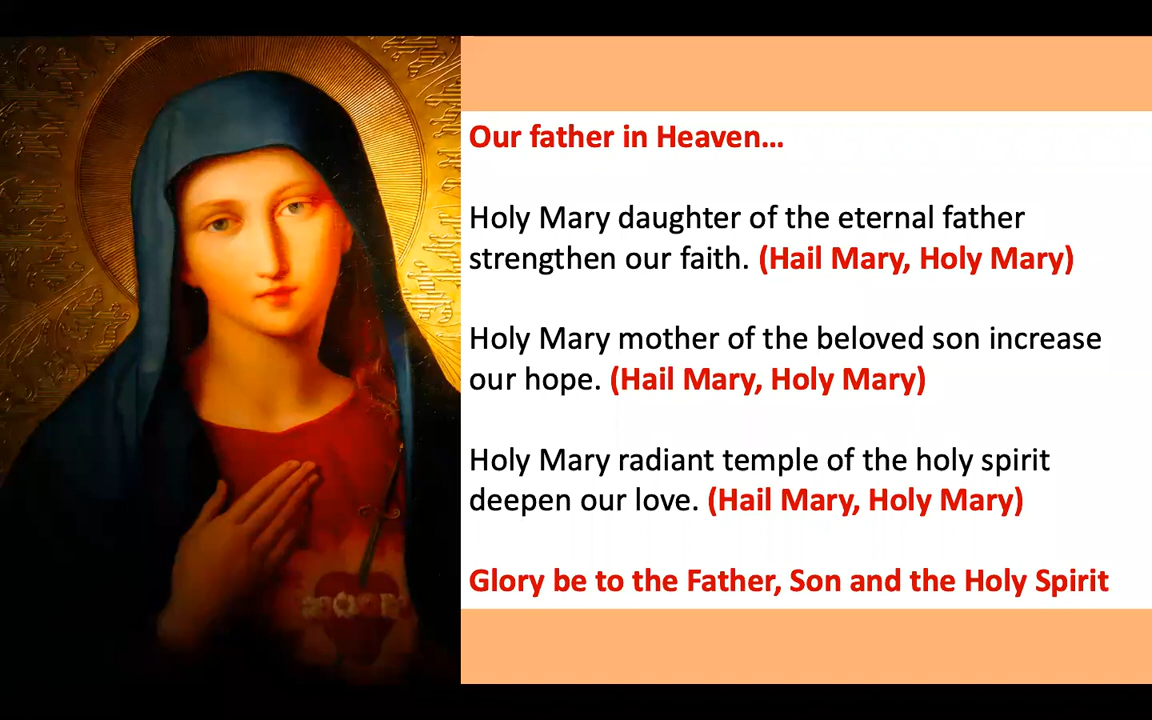 Our father in Heaven...
Holy Mary daughter of the eternal father
strengthen our faith. (Hail Mary, Holy Mary)
Holy Mary mother of the beloved son increase
our hope. (Hail Mary, Holy Mary)
Holy Mary radiant temple of the holy spirit
deepen our love. (Hail Mary, Holy Mary)
Glory be to the Father, Son and the Holy Spirit